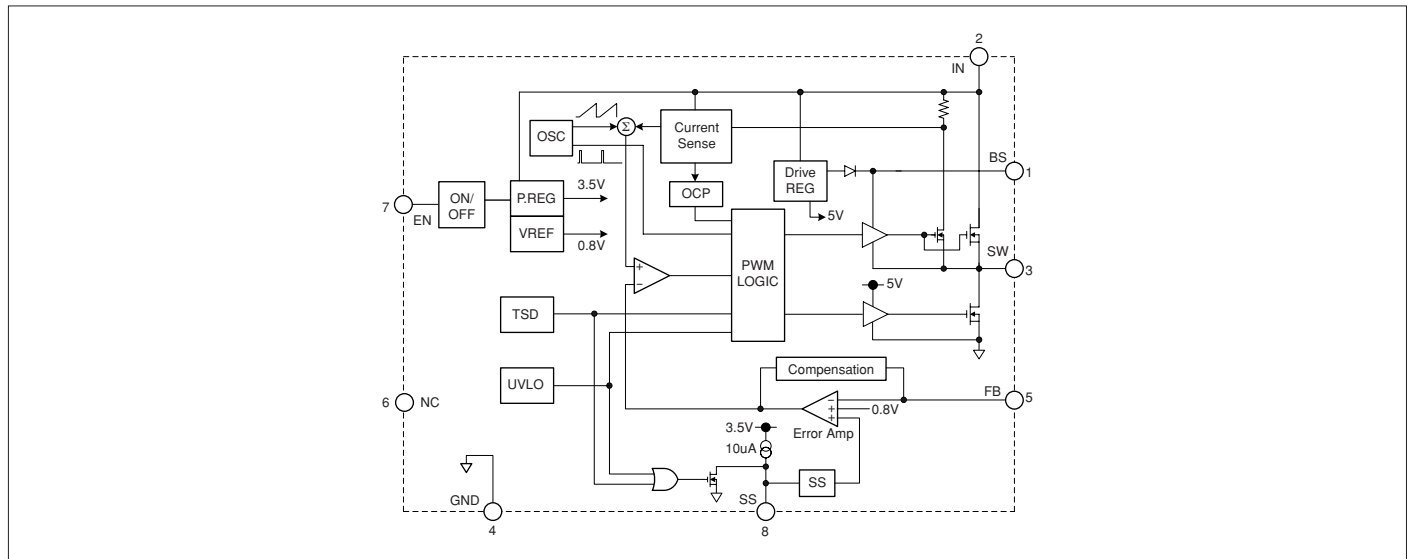 2
IN
OSC
Σ
Current
Sense
BS
1
Drive
REG
OCP
5V
7
EN
ON/
OFF
P.REG
3.5V
VREF
0.8V
SW
3
PWM
LOGIC
+
−
5V
TSD
Compensation
UVLO
FB
5
6
NC
−
+
+
0.8V
Error Amp
3.5V
10uA
SS
GND
4
SS
8